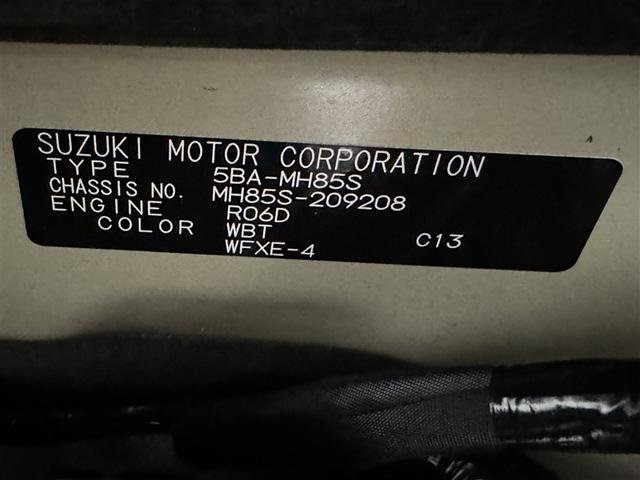 SUZUKI MOTOR CORPORATION
TYPE 5BA-MH85S
CHASSIS NO. MH85S-209208
ENGINE R06D
COLOR WBT C13
WFXE-4